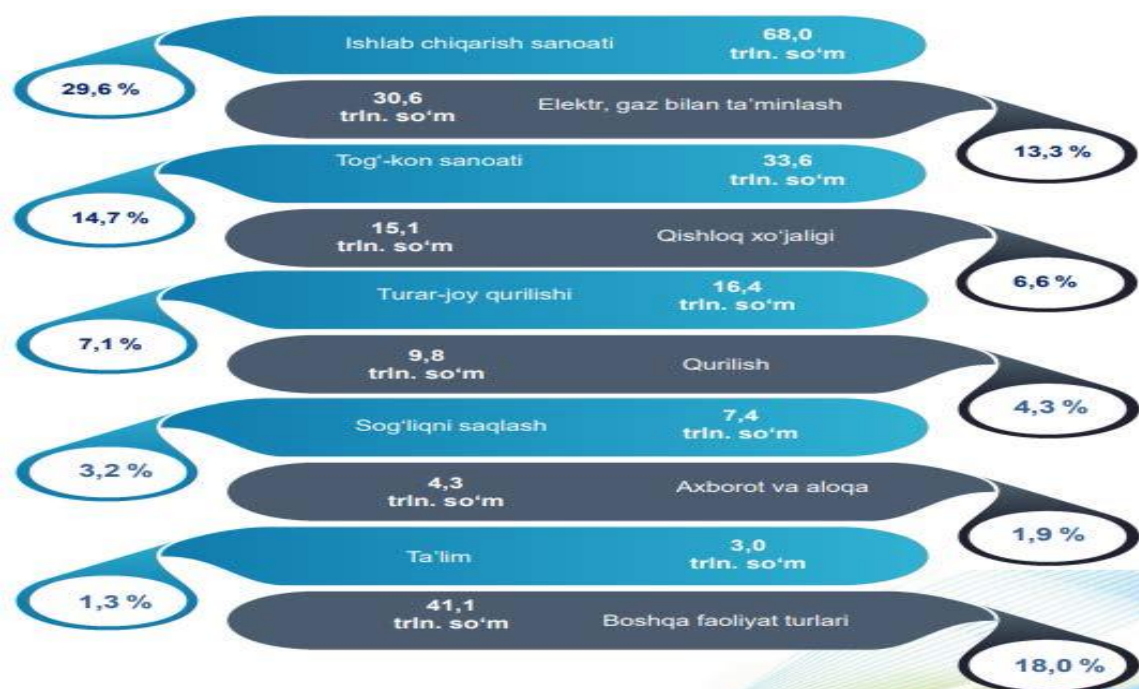 Ishlab chiqarish sanoati
68,0
trln. so‘m
29,6 %
30,6
trln. so‘m
Elektr, gaz bilan ta’minlash
13,3 %
Tog‘-kon sanoati
33,6
trln. so‘m
14,7 %
15,1
trln. so‘m
Qishloq xo‘jaligi
6,6 %
Turar-joy qurilishi
16,4
trln. so‘m
7,1 %
9,8
trln. so‘m
Qurilish
4,3 %
Sog‘liqni saqlash
7,4
trln. so‘m
3,2 %
4,3
trln. so‘m
Axborot va aloqa
1,9 %
Ta’lim
3,0
trln. so‘m
1,3 %
41,1
trln. so‘m
Boshqa faoliyat turlari
18,0 %